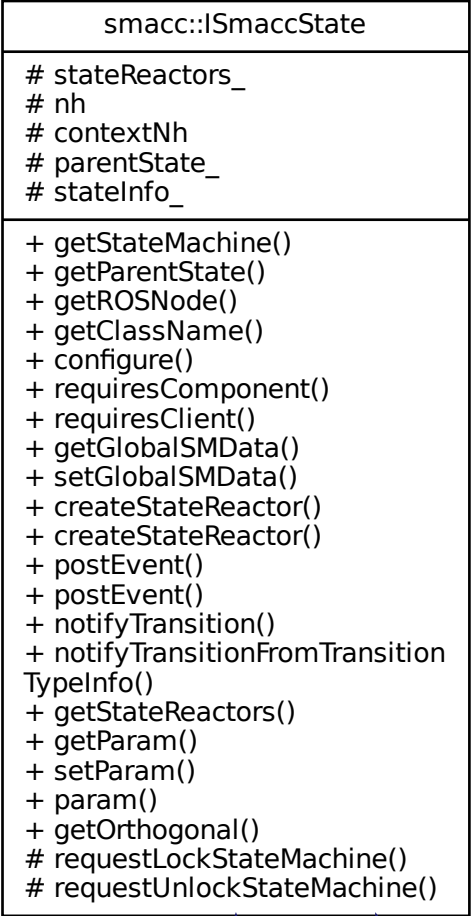 smacc::ISmaccState
# stateReactors_
# nh
# contextNh
# parentState_
# stateInfo_
+ getStateMachine()
+ getParentState()
+ getROSNode()
+ getClassName()
+ configure()
+ requiresComponent()
+ requiresClient()
+ getGlobalSMData()
+ setGlobalSMData()
+ createStateReactor()
+ createStateReactor()
+ postEvent()
+ postEvent()
+ notifyTransition()
+ notifyTransitionFromTransition
TypeInfo()
+ getStateReactors()
+ getParam()
+ setParam()
+ param()
+ getOrthogonal()
# requestLockStateMachine()
# requestUnlockStateMachine()